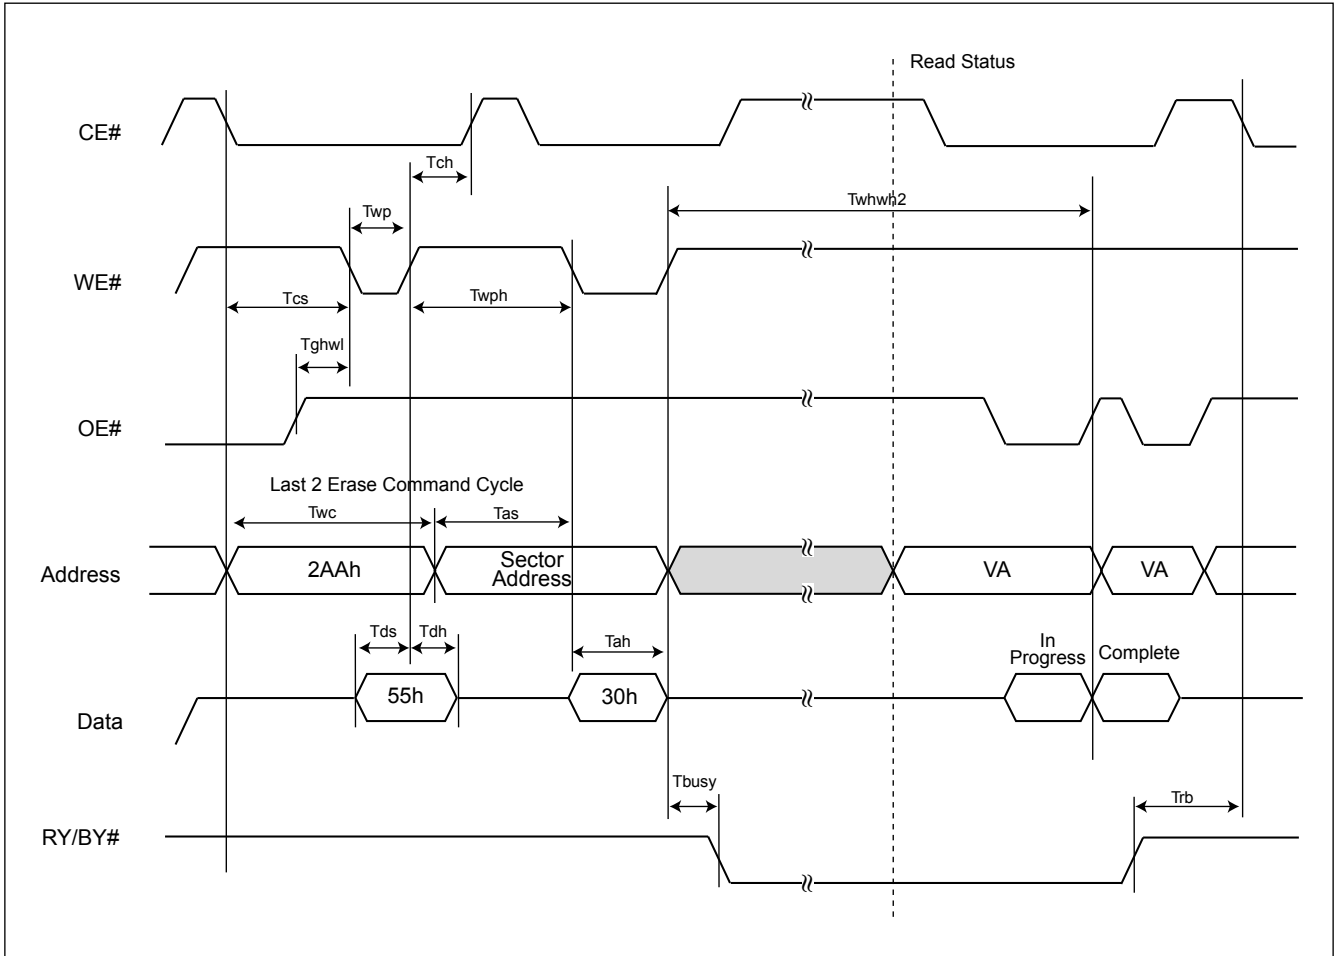 Read Status
CE#
Tch
Twp
Twhwh2
WE#
Tcs
Twph
Tghwl
OE#
Last 2 Erase Command Cycle
Twc
Tas
Address
2AAh
Sector
Address
VA
VA
Tds
Tdh
Tah
In
Progress
Complete
Data
55h
30h
Tbusy
Trb
RY/BY#